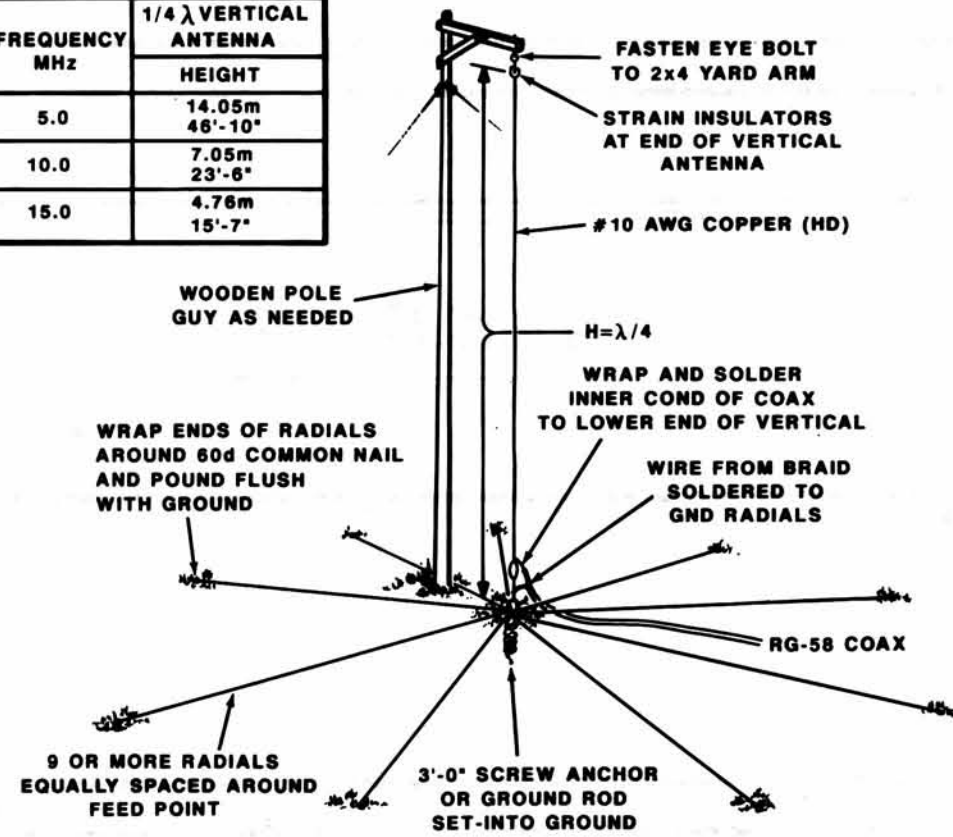 FREQUENCY
MHz
1/4 λ VERTICAL
ANTENNA
HEIGHT
5.0
14.05m
46'-10"
10.0
7.05m
23'-6"
15.0
4.76m
15'-7"
FASTEN EYE BOLT
TO 2x4 YARD ARM
STRAIN INSULATORS
AT END OF VERTICAL
ANTENNA
#10 AWG COPPER (HD)
WOODEN POLE
GUY AS NEEDED
H=λ/4
WRAP AND SOLDER
INNER COND OF COAX
TO LOWER END OF VERTICAL
WRAP ENDS OF RADIALS
AROUND 60d COMMON NAIL
AND POUND FLUSH
WITH GROUND
WIRE FROM BRAID
SOLDERED TO
GND RADIALS
RG-58 COAX
9 OR MORE RADIALS
EQUALLY SPACED AROUND
FEED POINT
3'-0" SCREW ANCHOR
OR GROUND ROD
SET-INTO GROUND